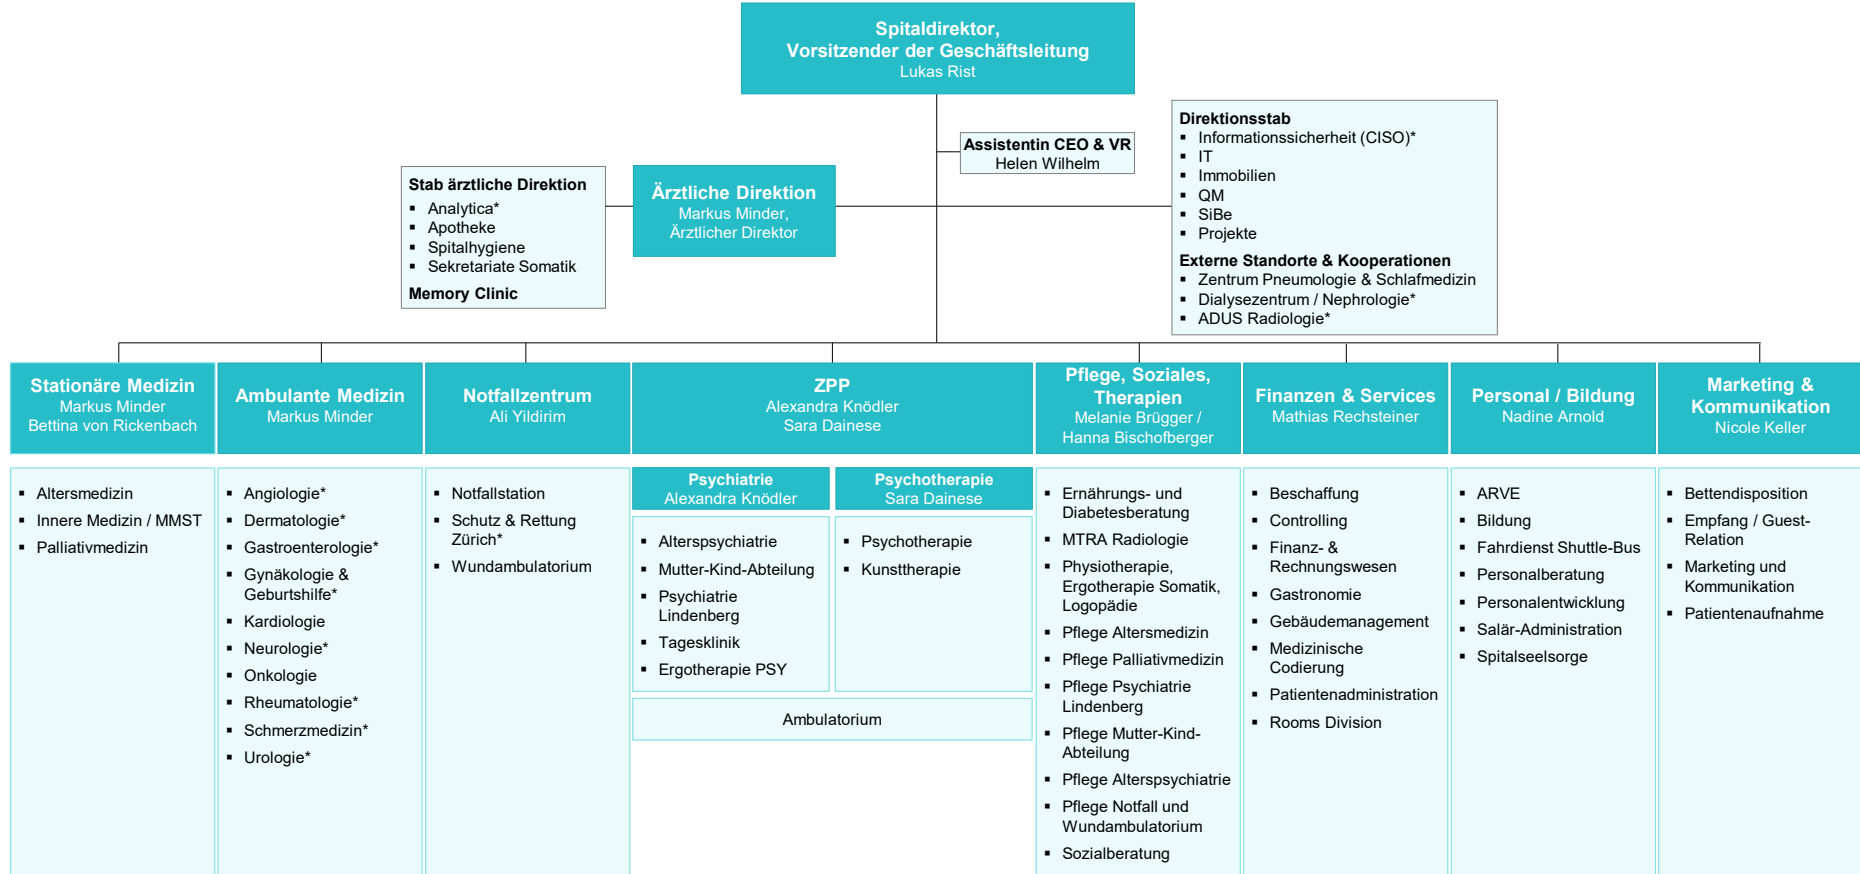 Spitaldirektor,
Vorsitzender der Geschäftsleitung
Lukas Rist
Assistentin CEO & VR
Helen Wilhelm
Direktionsstab
▪ Informationssicherheit (CISO)*
▪ IT
▪ Immobilien
▪ QM
▪ SiBe
▪ Projekte
Externe Standorte & Kooperationen
▪ Zentrum Pneumologie & Schlafmedizin
▪ Dialysezentrum / Nephrologie*
▪ ADUS Radiologie*
Stab ärztliche Direktion
▪ Analytica*
▪ Apotheke
▪ Spitalhygiene
▪ Sekretariate Somatik
Memory Clinic
Ärztliche Direktion
Markus Minder,
Ärztlicher Direktor
Stationäre Medizin
Markus Minder
Bettina von Rickenbach
▪ Altersmedizin
▪ Innere Medizin / MMST
▪ Palliativmedizin
Ambulante Medizin
Markus Minder
▪ Angiologie*
▪ Dermatologie*
▪ Gastroenterologie*
▪ Gynäkologie &
Geburtshilfe*
▪ Kardiologie
▪ Neurologie*
▪ Onkologie
▪ Rheumatologie*
▪ Schmerzmedizin*
▪ Urologie*
Notfallzentrum
Ali Yildirim
▪ Notfallstation
▪ Schutz & Rettung
Zürich*
▪ Wundambulatorium
ZPP
Alexandra Knödler
Sara Dainese
Psychiatrie
Alexandra Knödler
▪ Alterspsychiatrie
▪ Mutter-Kind-Abteilung
▪ Psychiatrie
Lindenberg
▪ Tagesklinik
▪ Ergotherapie PSY
Psychotherapie
Sara Dainese
▪ Psychotherapie
▪ Kunsttherapie
Ambulatorium
Pflege, Soziales,
Therapien
Melanie Brügger /
Hanna Bischofberger
▪ Ernährungs- und
Diabetesberatung
▪ MTRA Radiologie
▪ Physiotherapie,
Ergotherapie Somatik,
Logopädie
▪ Pflege Altersmedizin
▪ Pflege Palliativmedizin
▪ Pflege Psychiatrie
Lindenberg
▪ Pflege Mutter-Kind-
Abteilung
▪ Pflege Alterspsychiatrie
▪ Pflege Notfall und
Wundambulatorium
▪ Sozialberatung
Finanzen & Services
Mathias Rechsteiner
▪ Beschaffung
▪ Controlling
▪ Finanz- &
Rechnungswesen
▪ Gastronomie
▪ Gebäudemanagement
▪ Medizinische
Codierung
▪ Patientenadministration
▪ Rooms Division
Personal / Bildung
Nadine Arnold
▪ ARVE
▪ Bildung
▪ Fahrdienst Shuttle-Bus
▪ Personalberatung
▪ Personalentwicklung
▪ Salär-Administration
▪ Spitalseelsorge
Marketing &
Kommunikation
Nicole Keller
▪ Bettendisposition
▪ Empfang / Guest-
Relation
▪ Marketing und
Kommunikation
▪ Patientenaufnahme